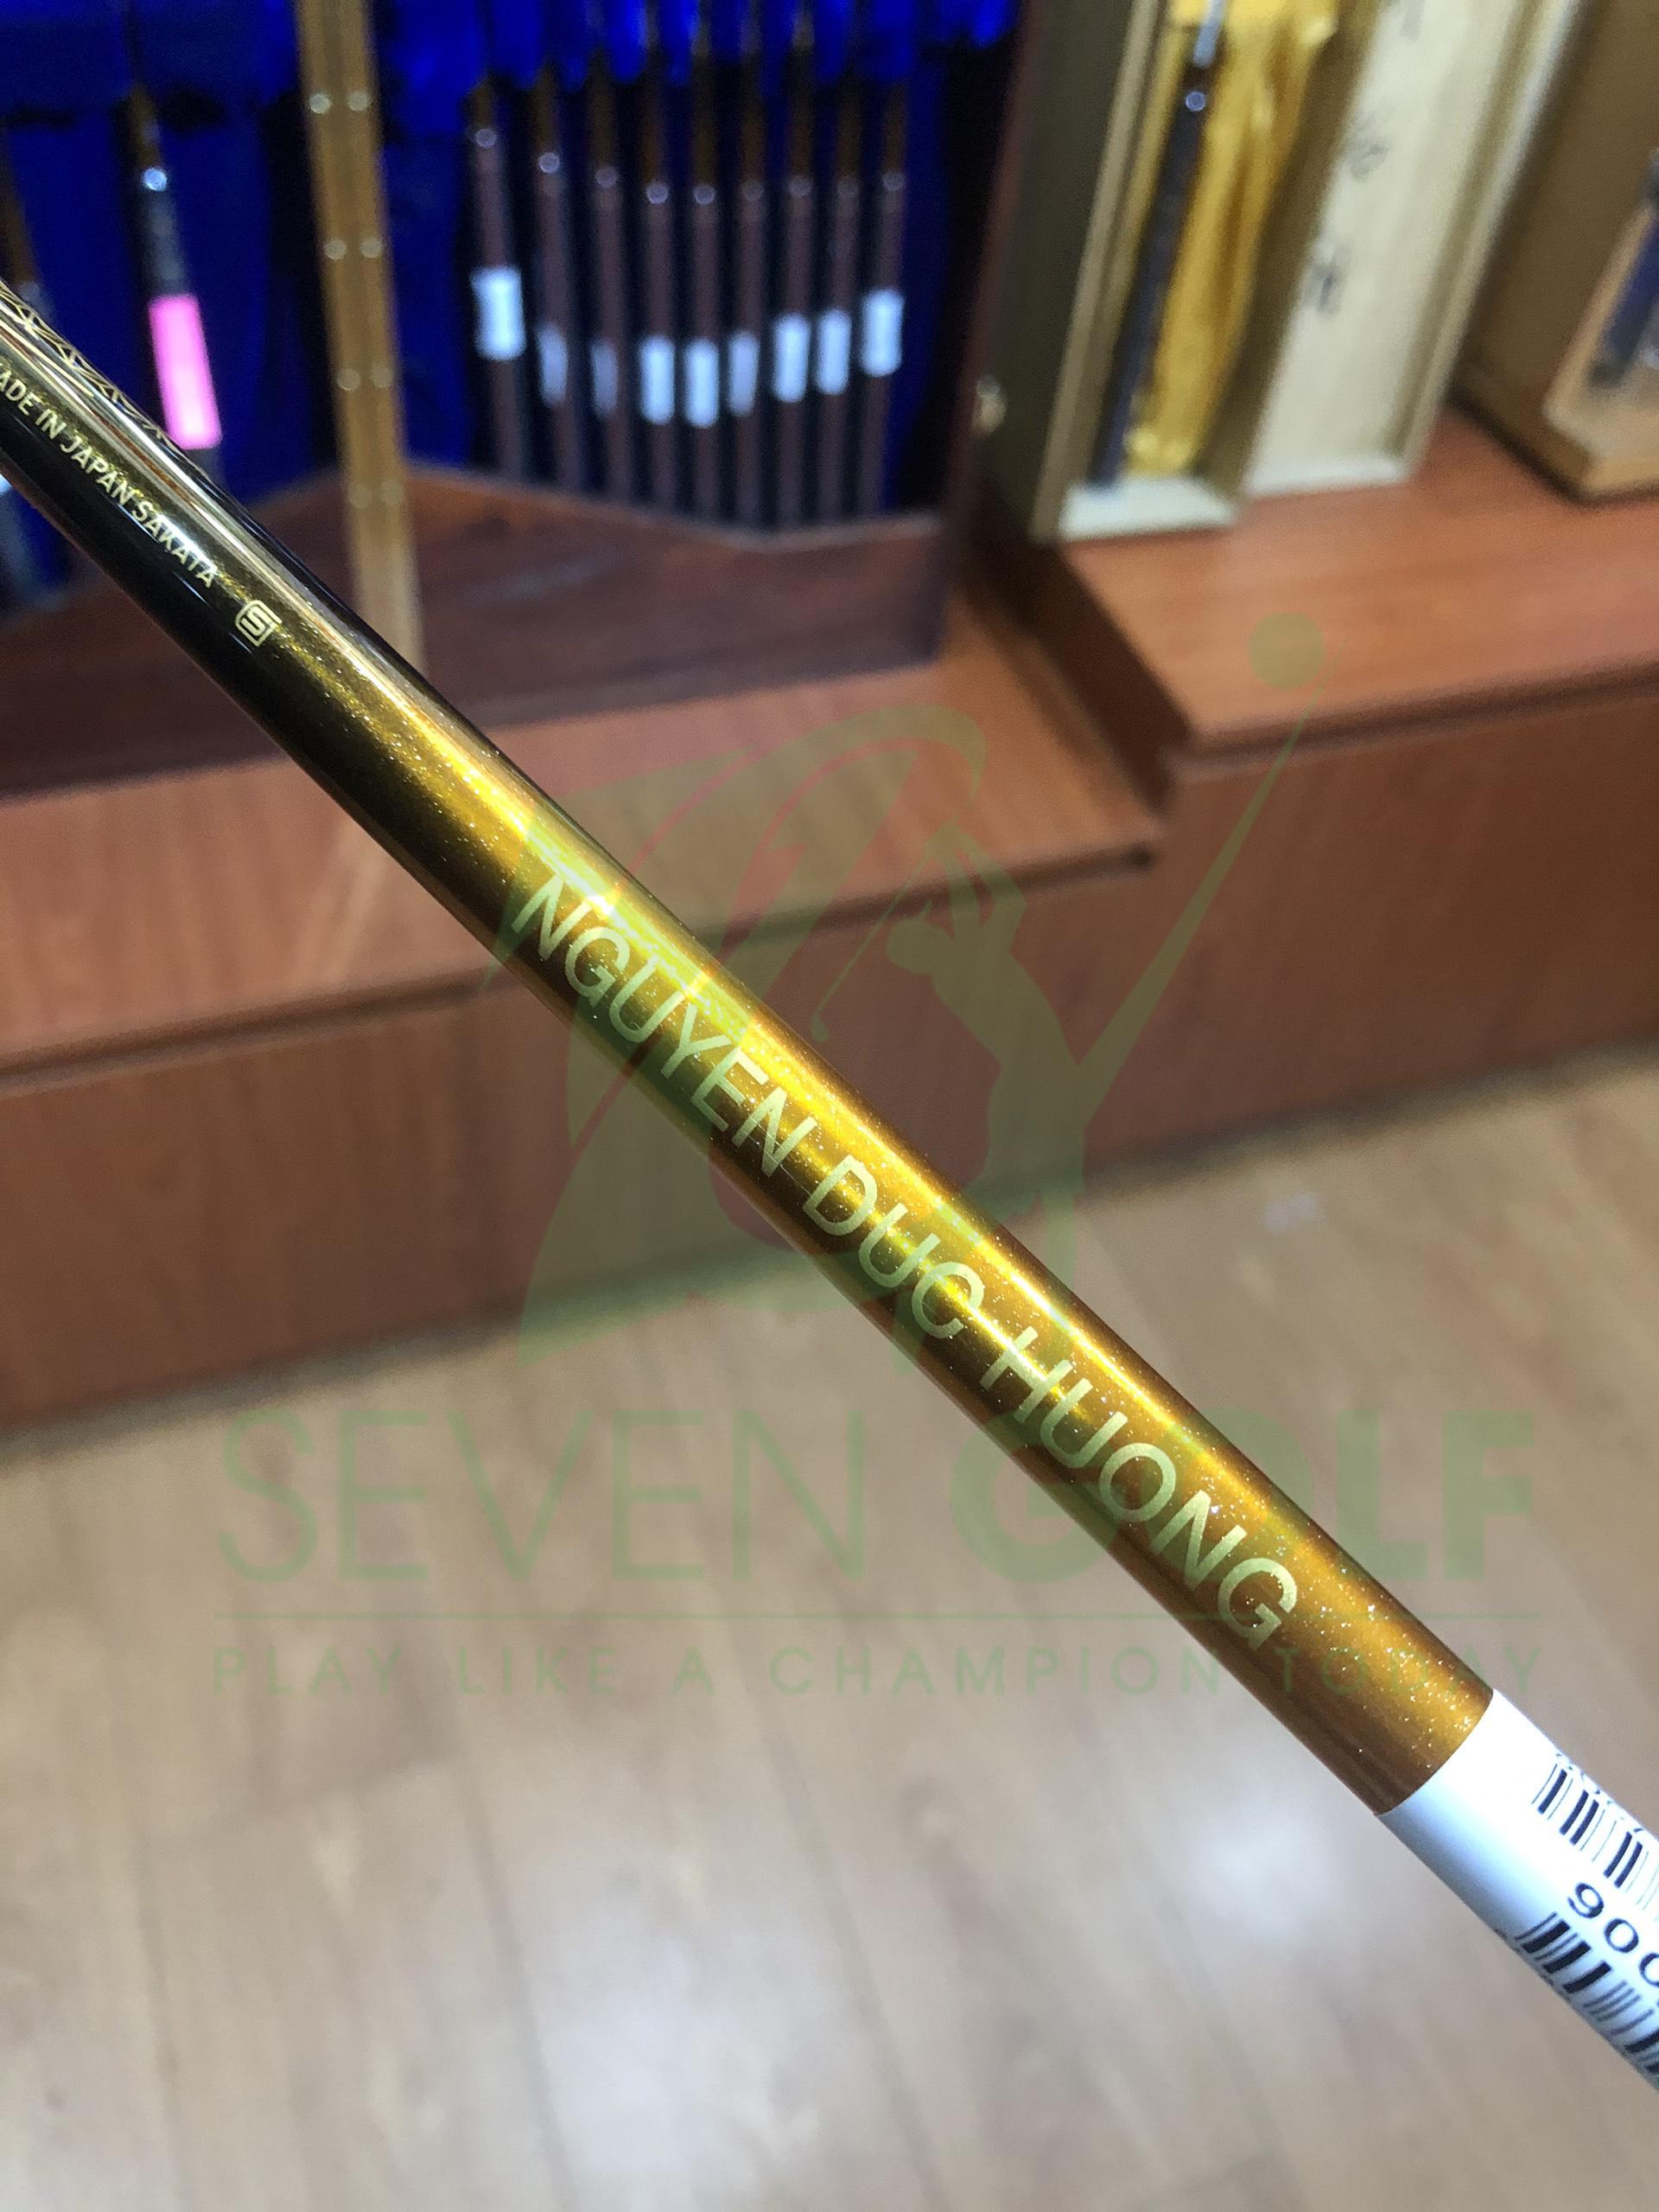 ADE IN JAPAN SAKATA S
NGUYEN DUC HUONG
SEVEN GOLF
PLAY LIKE A CHAMPION TODAY
900